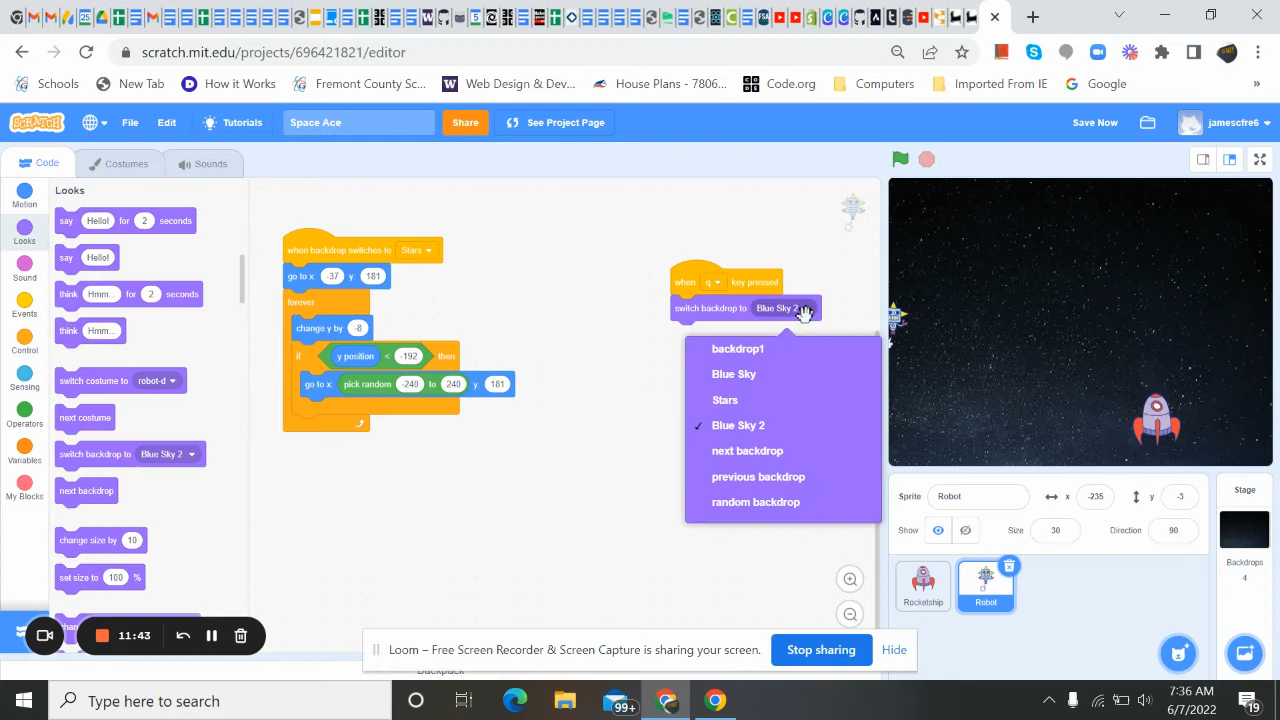 25
5
scratch.mit.edu/projects/696421821/editor
Schools
New Tab
How it Works
Fremont County Sc...
Web Design & Dev...
House Plans - 7806...
Code.org
Computers
Imported From IE
Google
»
SCRATCH
File
Edit
Tutorials
Space Ace
Share
See Project Page
Save Now
jamescfre6
Code
Costumes
Sounds
Motion
Looks
Sound
Events
Control
Sensing
Operators
Variables
My Blocks
Looks
say Hello! for 2 seconds
say Hello!
think Hmm... for 2 seconds
think Hmm...
switch costume to robot-d
next costume
switch backdrop to Blue Sky 2
next backdrop
change size by 10
set size to 100 %
when backdrop switches to Stars
go to x: -37 y: 181
forever
change y by -8
if y position < -192 then
go to x: pick random -240 to 240 y: 181
when q key pressed
switch backdrop to Blue Sky 2
backdrop1
Blue Sky
Stars
✓ Blue Sky 2
next backdrop
previous backdrop
random backdrop
Sprite Robot x -235 y -3
Show Size 30 Direction 90
Rocketship
Robot
Stage
Backdrops
4
11:43
Loom – Free Screen Recorder & Screen Capture is sharing your screen.
Stop sharing
Hide
Backpack
Type here to search
99+
7:36 AM
6/7/2022
19